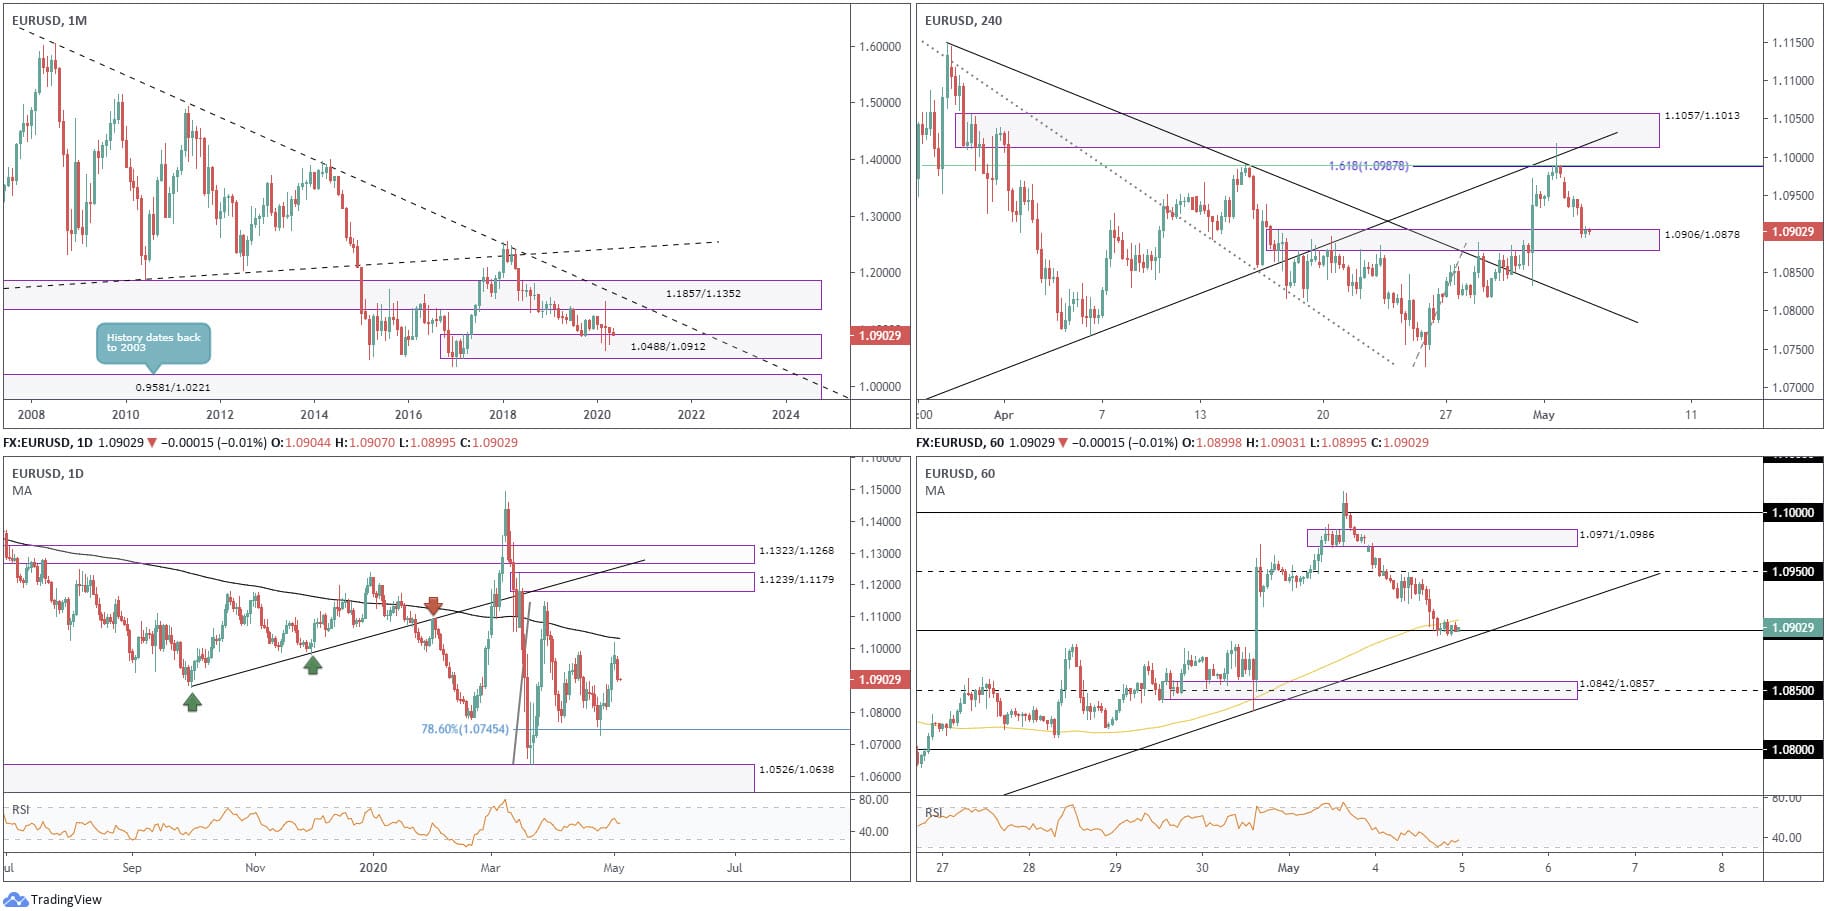 EURUSD, 1M
1.60000
1.50000
1.40000
1.30000
1.20000
1.1857/1.1352
1.09029
1.0488/1.0912
History dates back
to 2003
0.9581/1.0221
1.00000
2008 2010 2012 2014 2016 2018 2020 2022 2024
EURUSD, 240
1.11500
1.11000
1.1057/1.1013
1.10500
1.10000
1.618(1.09878)
1.09500
1.09029
1.0906/1.0878
1.08500
1.08000
1.07500
1.07000
:00 Apr 7 13 20 27 May 11
FX:EURUSD, 1D 1.09029 ▼ −0.00015 (−0.01%) O:1.09044 H:1.09070 L:1.08995 C:1.09029
EURUSD, 1D
MA
1.16000
1.15000
1.14000
1.13000
1.1323/1.1268
1.12000
1.1239/1.1179
1.11000
1.10000
1.09029
1.08000
78.60%(1.07454)
1.07000
1.0526/1.0638
1.06000
RSI
80.00
40.00
ul Sep Nov 2020 Mar May Jul
FX:EURUSD, 60 1.09029 ▼ −0.00015 (−0.01%) O:1.08998 H:1.09031 L:1.08995 C:1.09029
EURUSD, 60
MA
1.10000
1.0971/1.0986
1.09500
1.09029
1.0842/1.0857
1.08500
1.08000
RSI
80.00
40.00
27 28 29 30 May 4 5 6 7 8
TradingView